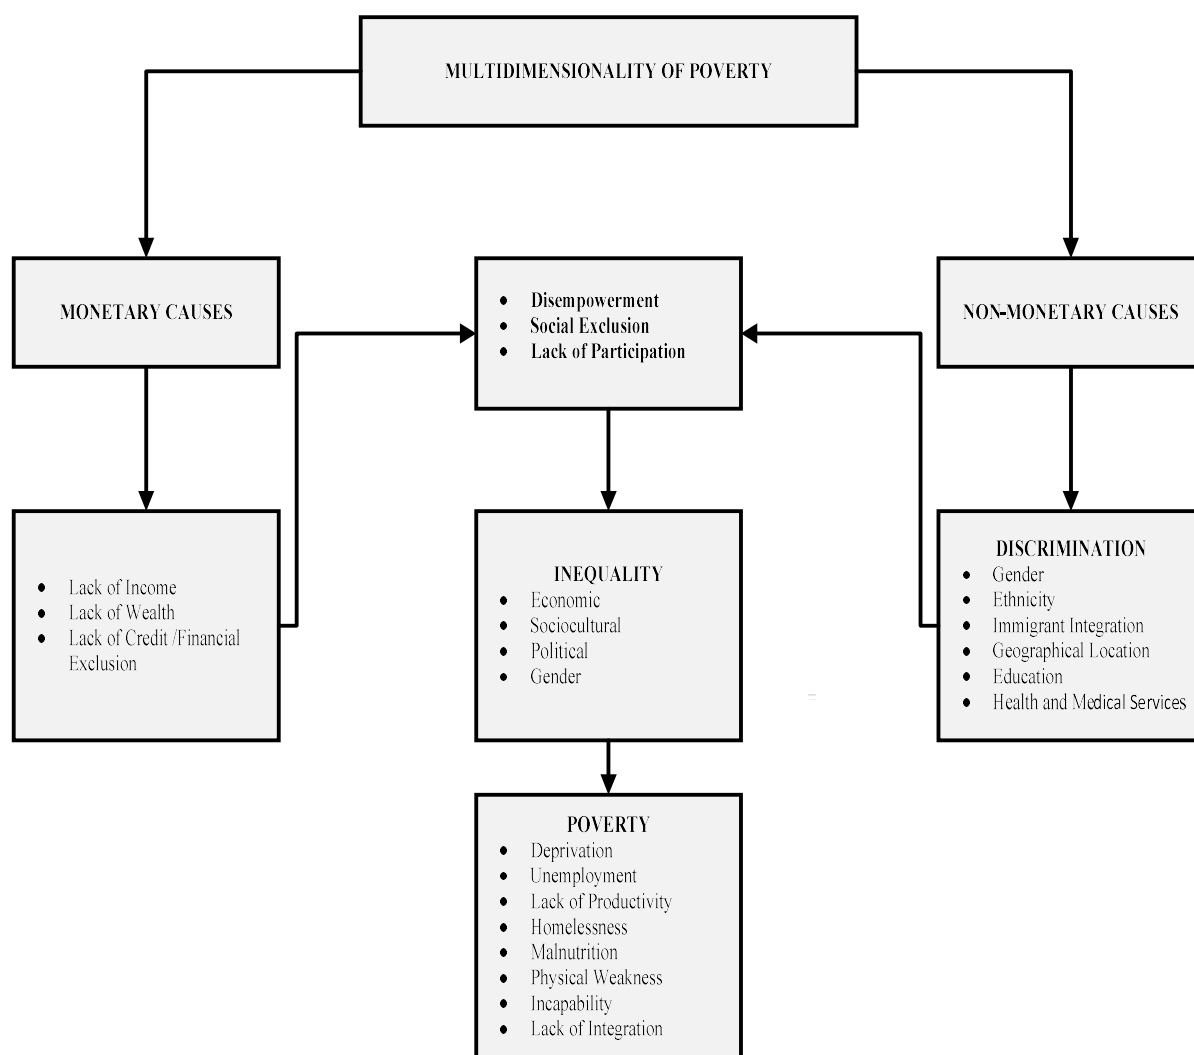 MULTIDIMENSIONALITY OF POVERTY
MONETARY CAUSES
• Disempowerment
• Social Exclusion
• Lack of Participation
NON-MONETARY CAUSES
• Lack of Income
• Lack of Wealth
• Lack of Credit /Financial
Exclusion
INEQUALITY
• Economic
• Sociocultural
• Political
• Gender
DISCRIMINATION
• Gender
• Ethnicity
• Immigrant Integration
• Geographical Location
• Education
• Health and Medical Services
POVERTY
• Deprivation
• Unemployment
• Lack of Productivity
• Homelessness
• Malnutrition
• Physical Weakness
• Incapability
• Lack of Integration